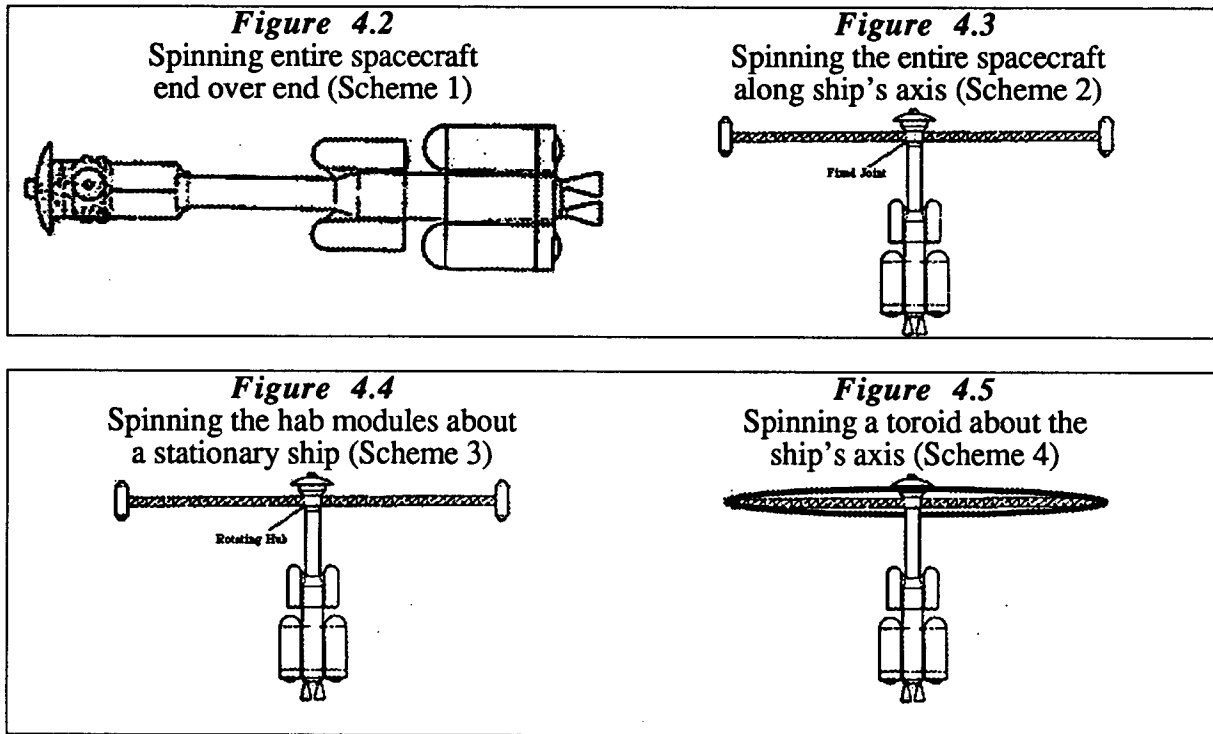 Figure 4.2
Spinning entire spacecraft
end over end (Scheme 1)
Figure 4.3
Spinning the entire spacecraft
along ship's axis (Scheme 2)
Fixed Joint
Figure 4.4
Spinning the hab modules about
a stationary ship (Scheme 3)
Rotating Hub
Figure 4.5
Spinning a toroid about the
ship's axis (Scheme 4)